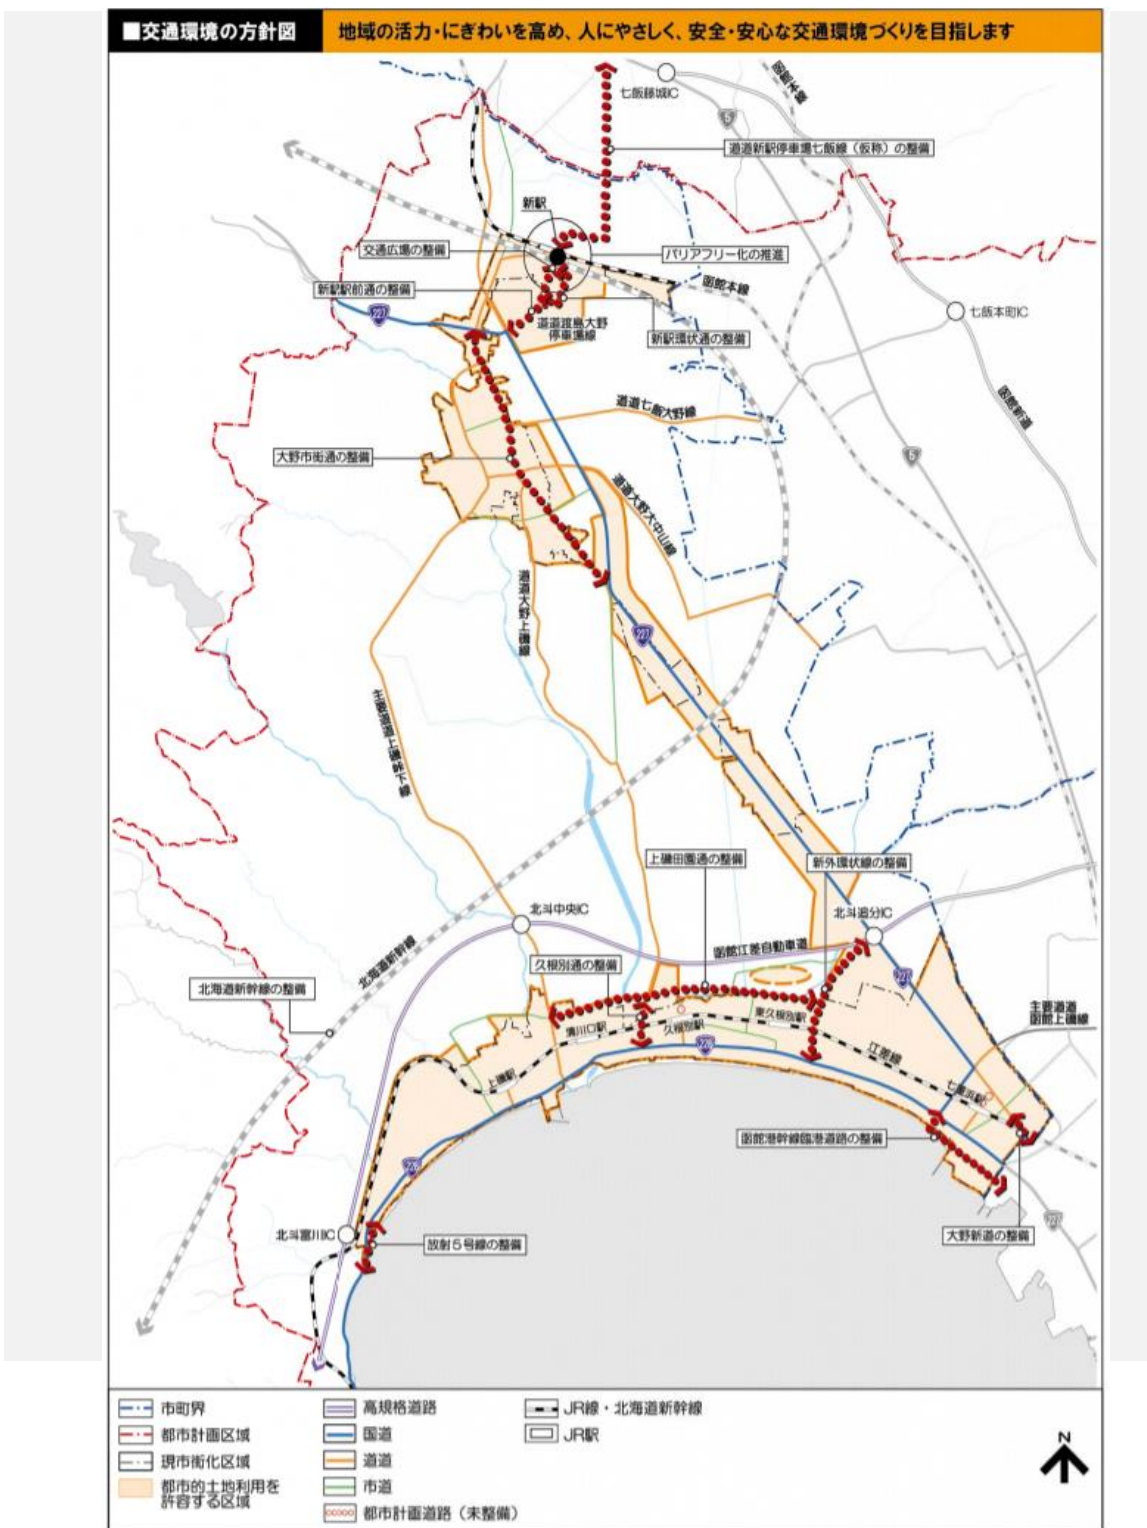 ■交通環境の方針図
地域の活力・にぎわいを高め、人にやさしく、安全・安心な交通環境づくりを目指します
七飯藤城IC
函館本線
5
道道新駅停車場七飯線（仮称）の整備
新駅
交通広場の整備
バリアフリー化の推進
函館本線
新駅駅前通の整備
227
道道渡島大野
停車場線
新駅環状通の整備
七飯本町IC
函館新道
道道七飯大野線
大野市街通の整備
5
道道大野大中山線
道道大野上磯線
227
主要道道上磯峠下線
上磯田園通の整備
新外環状線の整備
北斗中央IC
北斗追分IC
函館江差自動車道
北海道新幹線
久根別通の整備
227
北海道新幹線の整備
主要道道
函館上磯線
清川口駅
久根別駅
東久根別駅
228
江差線
上磯駅
七重浜駅
函館港幹線臨港道路の整備
228
大野新道の整備
227
北斗富川IC
放射5号線の整備
市町界
都市計画区域
現市街化区域
都市的土地利用を
許容する区域
高規格道路
国道
道道
市道
都市計画道路（未整備）
JR線・北海道新幹線
JR駅
N